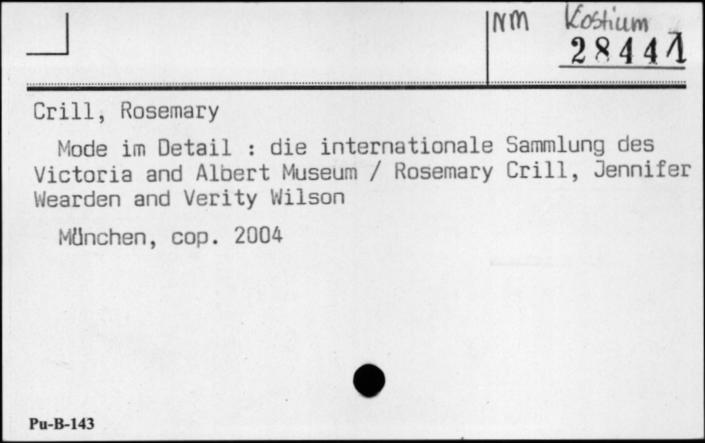 NM Kostium
28441
Crill, Rosemary
Mode im Detail : die internationale Sammlung des
Victoria and Albert Museum / Rosemary Crill, Jennifer
Wearden and Verity Wilson
München, cop. 2004
Pu-B-143